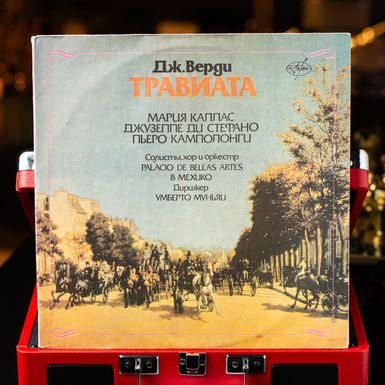 Дж. Верди
ТРАВИАТА
МАРИЯ КАЛЛАС
ДЖУЗЕППЕ ДИ СТЕФАНО
ПЬЕРО КАМПОЛОНГИ
Солисты, хор и оркестр
PALACIO DE BELLAS ARTES
В МЕХИКО
Дирижер
УМБЕРТО МУНЬЯИ